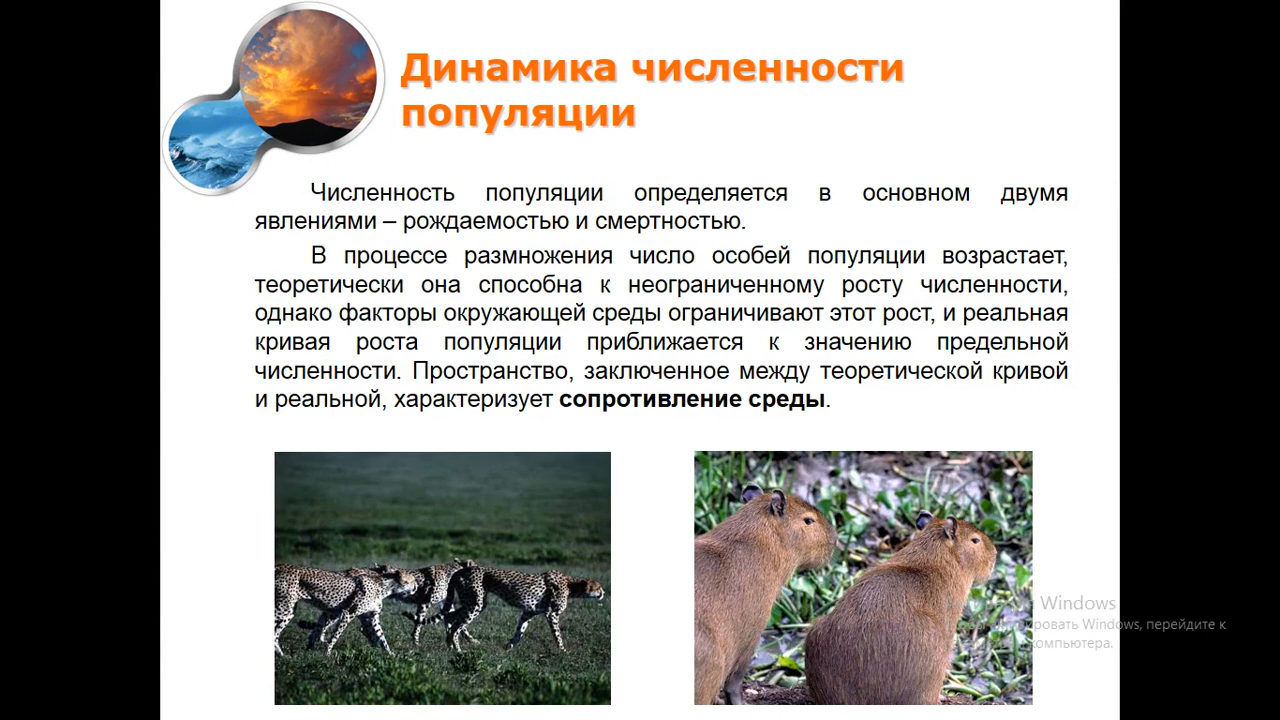 Динамика численности
популяции
Численность популяции определяется в основном двумя
явлениями – рождаемостью и смертностью.
В процессе размножения число особей популяции возрастает,
теоретически она способна к неограниченному росту численности,
однако факторы окружающей среды ограничивают этот рост, и реальная
кривая роста популяции приближается к значению предельной
численности. Пространство, заключенное между теоретической кривой
и реальной, характеризует сопротивление среды.
Windows
Windows, перейдите к
компьютера.